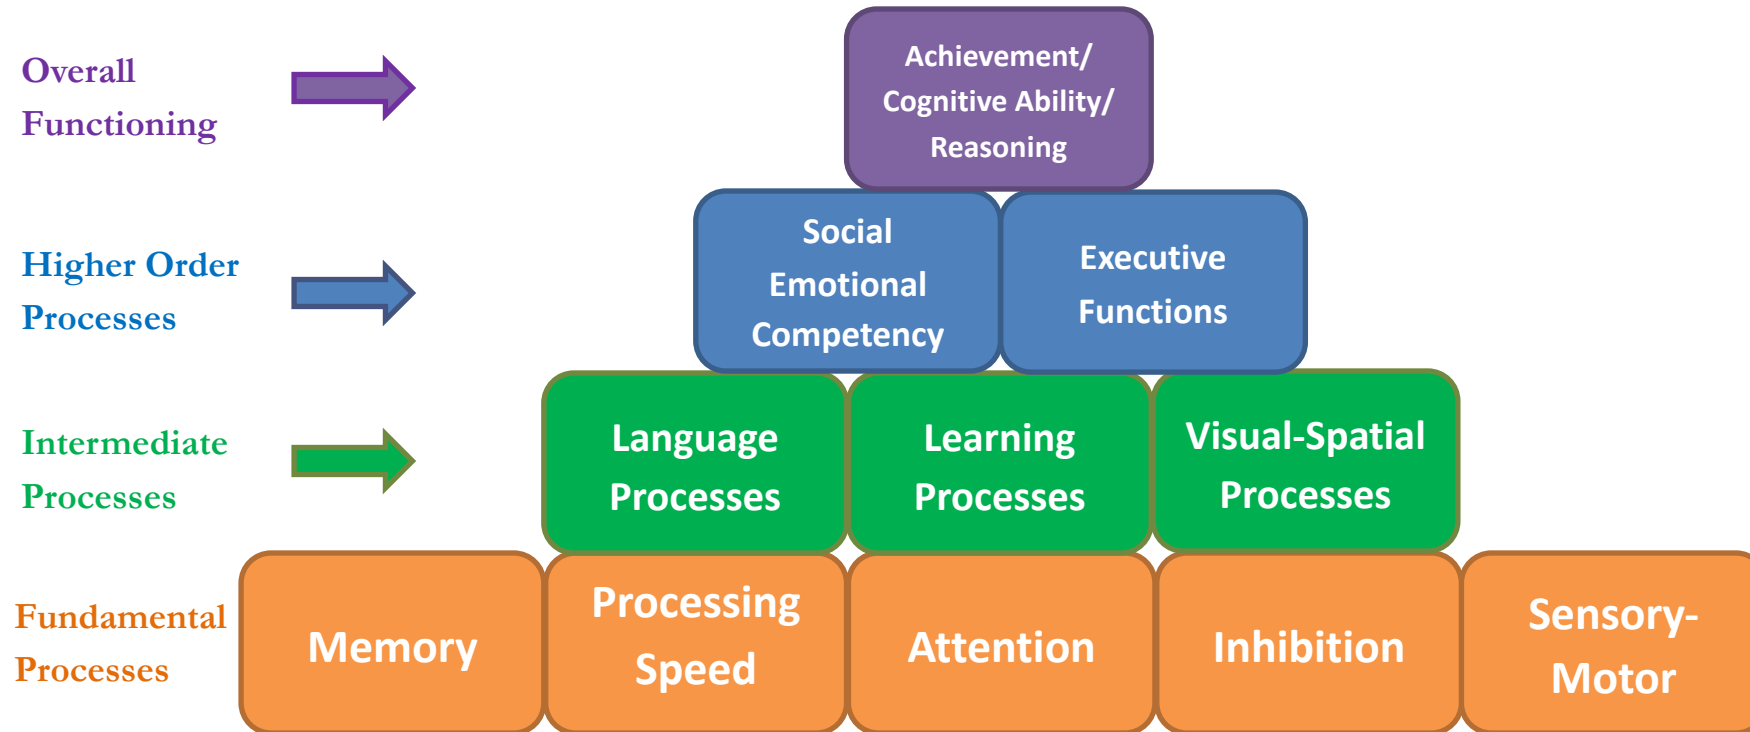 Overall
Functioning
Achievement/
Cognitive Ability/
Reasoning
Higher Order
Processes
Social
Emotional
Competency
Executive
Functions
Intermediate
Processes
Language
Processes
Learning
Processes
Visual-Spatial
Processes
Fundamental
Processes
Memory
Processing
Speed
Attention
Inhibition
Sensory-
Motor